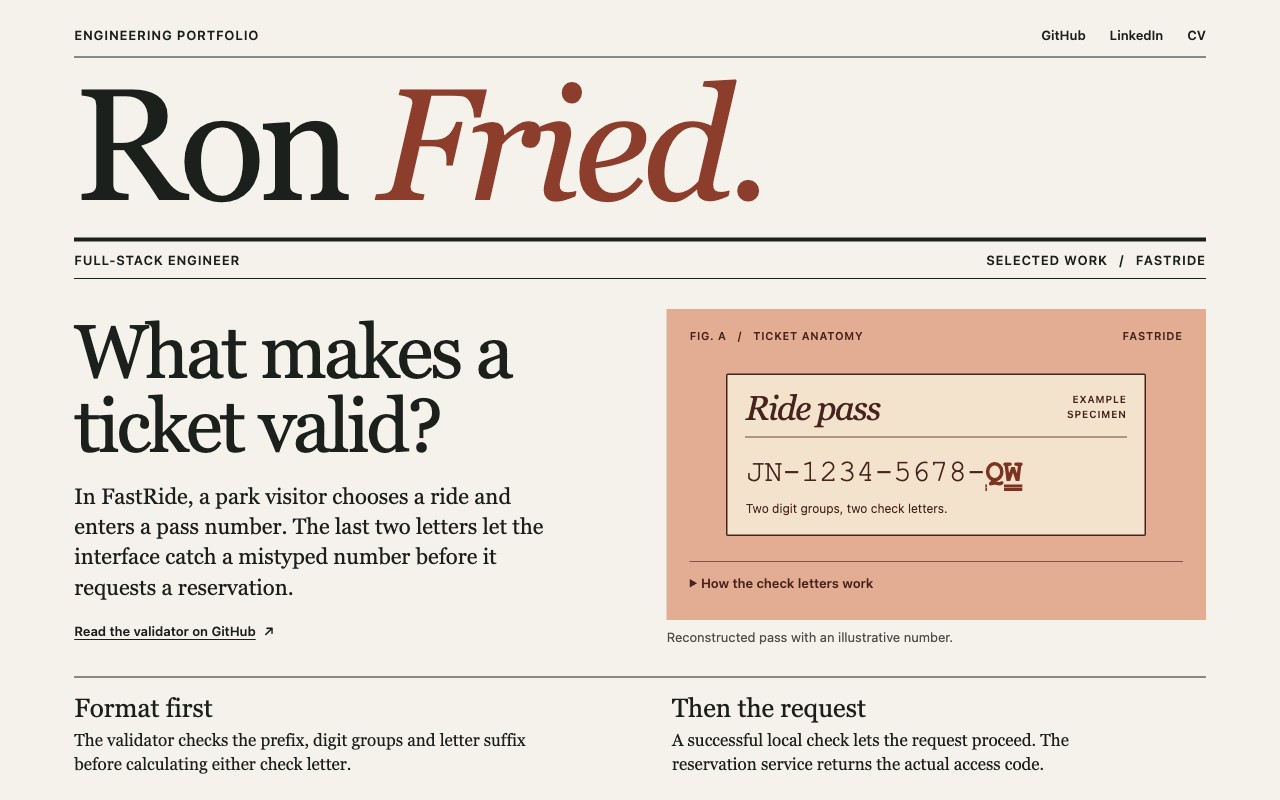 ENGINEERING PORTFOLIO
GitHub LinkedIn CV
Ron Fried.
FULL-STACK ENGINEER
SELECTED WORK / FASTRIDE
What makes a
ticket valid?
In FastRide, a park visitor chooses a ride and
enters a pass number. The last two letters let the
interface catch a mistyped number before it
requests a reservation.
Read the validator on GitHub ↗
FIG. A / TICKET ANATOMY
FASTRIDE
Ride pass
EXAMPLE
SPECIMEN
JN-1234-5678-QW
Two digit groups, two check letters.
▶ How the check letters work
Reconstructed pass with an illustrative number.
Format first
The validator checks the prefix, digit groups and letter suffix
before calculating either check letter.
Then the request
A successful local check lets the request proceed. The
reservation service returns the actual access code.